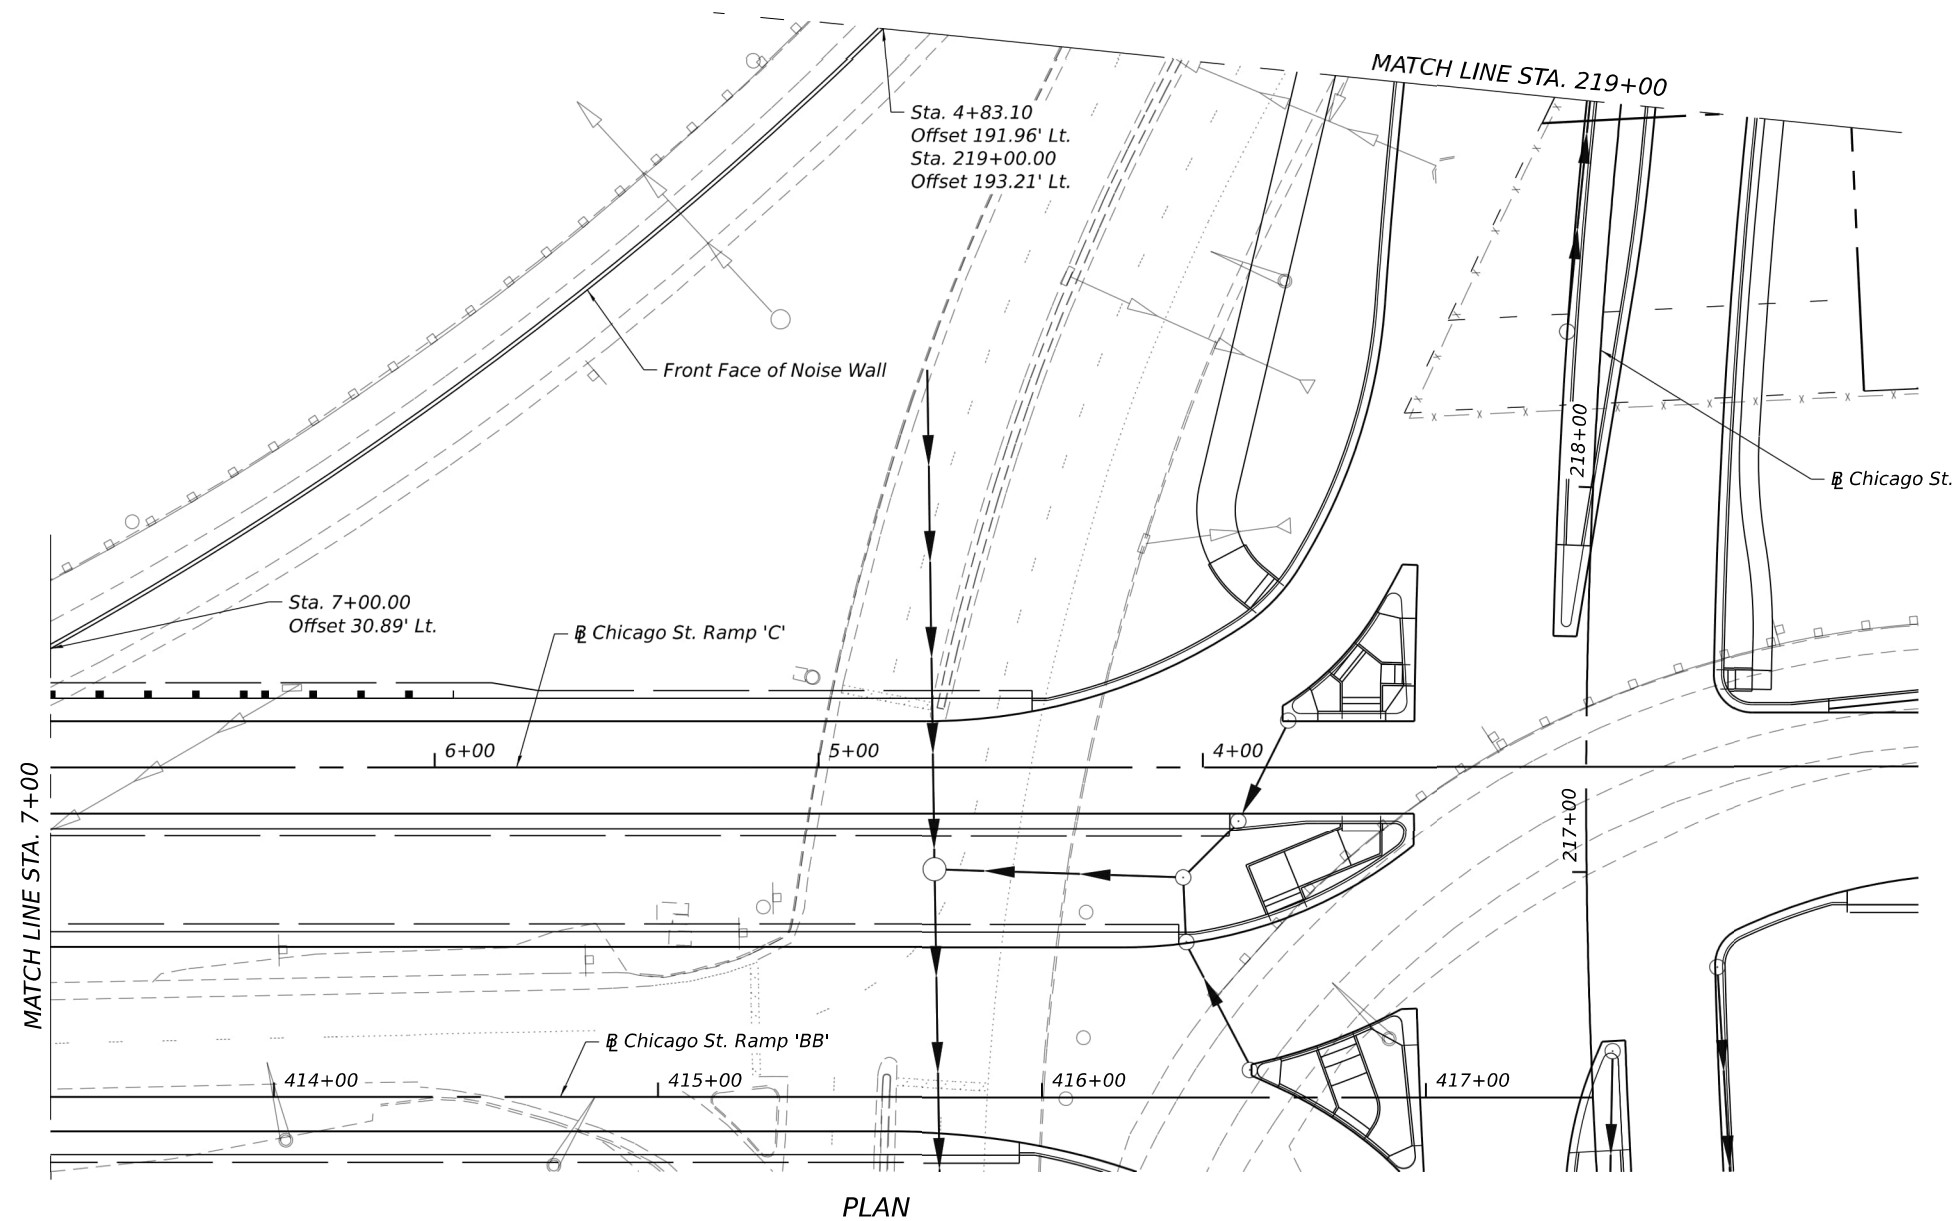 MATCH LINE STA. 219+00
Sta. 4+83.10
Offset 191.96' Lt.
Sta. 219+00.00
Offset 193.21' Lt.
Front Face of Noise Wall
218+00
℄ Chicago St.
Sta. 7+00.00
Offset 30.89' Lt.
BL Chicago St. Ramp 'C'
6+00
5+00
4+00
MATCH LINE STA. 7+00
217+00
BL Chicago St. Ramp 'BB'
414+00
415+00
416+00
417+00
PLAN